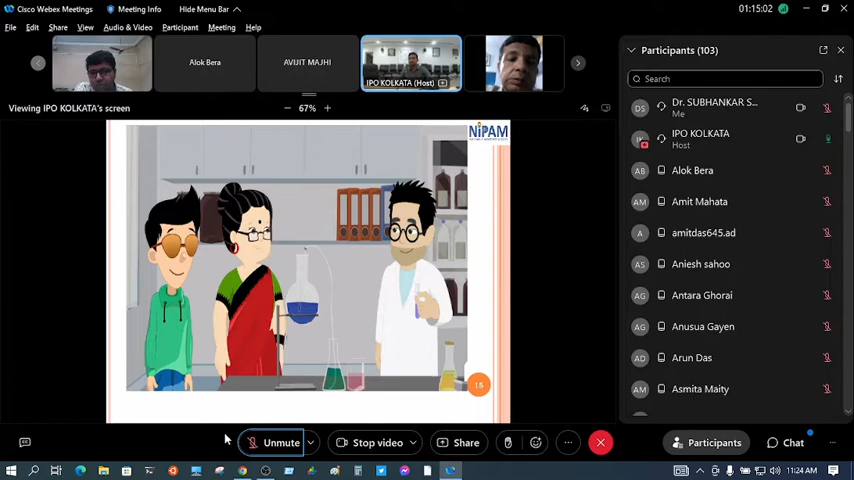 Cisco Webex Meetings
Meeting Info
Hide Menu Bar
01:15:02
File Edit Share View Audio & Video Participant Meeting Help
Alok Bera
AVIJIT MAJHI
IPO KOLKATA (Host)
Viewing IPO KOLKATA's screen
67%
NiPAM
18
Participants (103)
Search
DS
Dr. SUBHANKAR S...
Me
IK
IPO KOLKATA
Host
AB
Alok Bera
AM
Amit Mahata
A
amitdas645.ad
AS
Aniesh sahoo
AG
Antara Ghorai
AG
Anusua Gayen
AD
Arun Das
AM
Asmita Maity
Unmute
Stop video
Share
Participants
Chat
11:24 AM